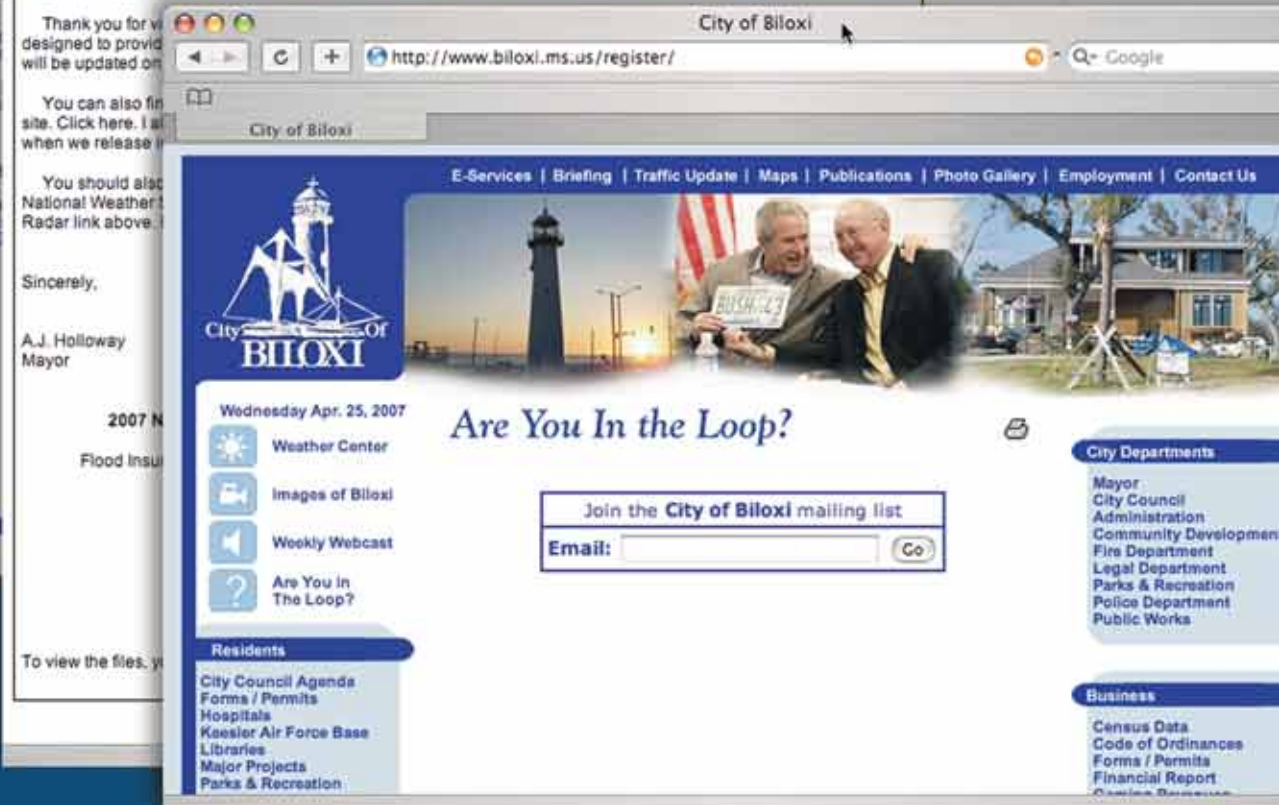 Thank you for
designed to provid
will be updated on
You can also fin
site. Click here. I al
when we release i
You should also
National Weather
Radar link above.
Sincerely,
A.J. Holloway
Mayor
2007 N
Flood Insu
To view the files, y
City of Biloxi
http://www.biloxi.ms.us/register/
Google
City of Biloxi
E-Services | Briefing | Traffic Update | Maps | Publications | Photo Gallery | Employment | Contact Us
City Of
BILOXI
BUSH
Wednesday Apr. 25, 2007
Weather Center
Images of Biloxi
Weekly Webcast
Are You In
The Loop?
Residents
City Council Agenda
Forms / Permits
Hospitals
Keesler Air Force Base
Libraries
Major Projects
Parks & Recreation
Are You In the Loop?
Join the City of Biloxi mailing list
Email:
Go
City Departments
Mayor
City Council
Administration
Community Developmen
Fire Department
Legal Department
Parks & Recreation
Police Department
Public Works
Business
Census Data
Code of Ordinances
Forms / Permits
Financial Report